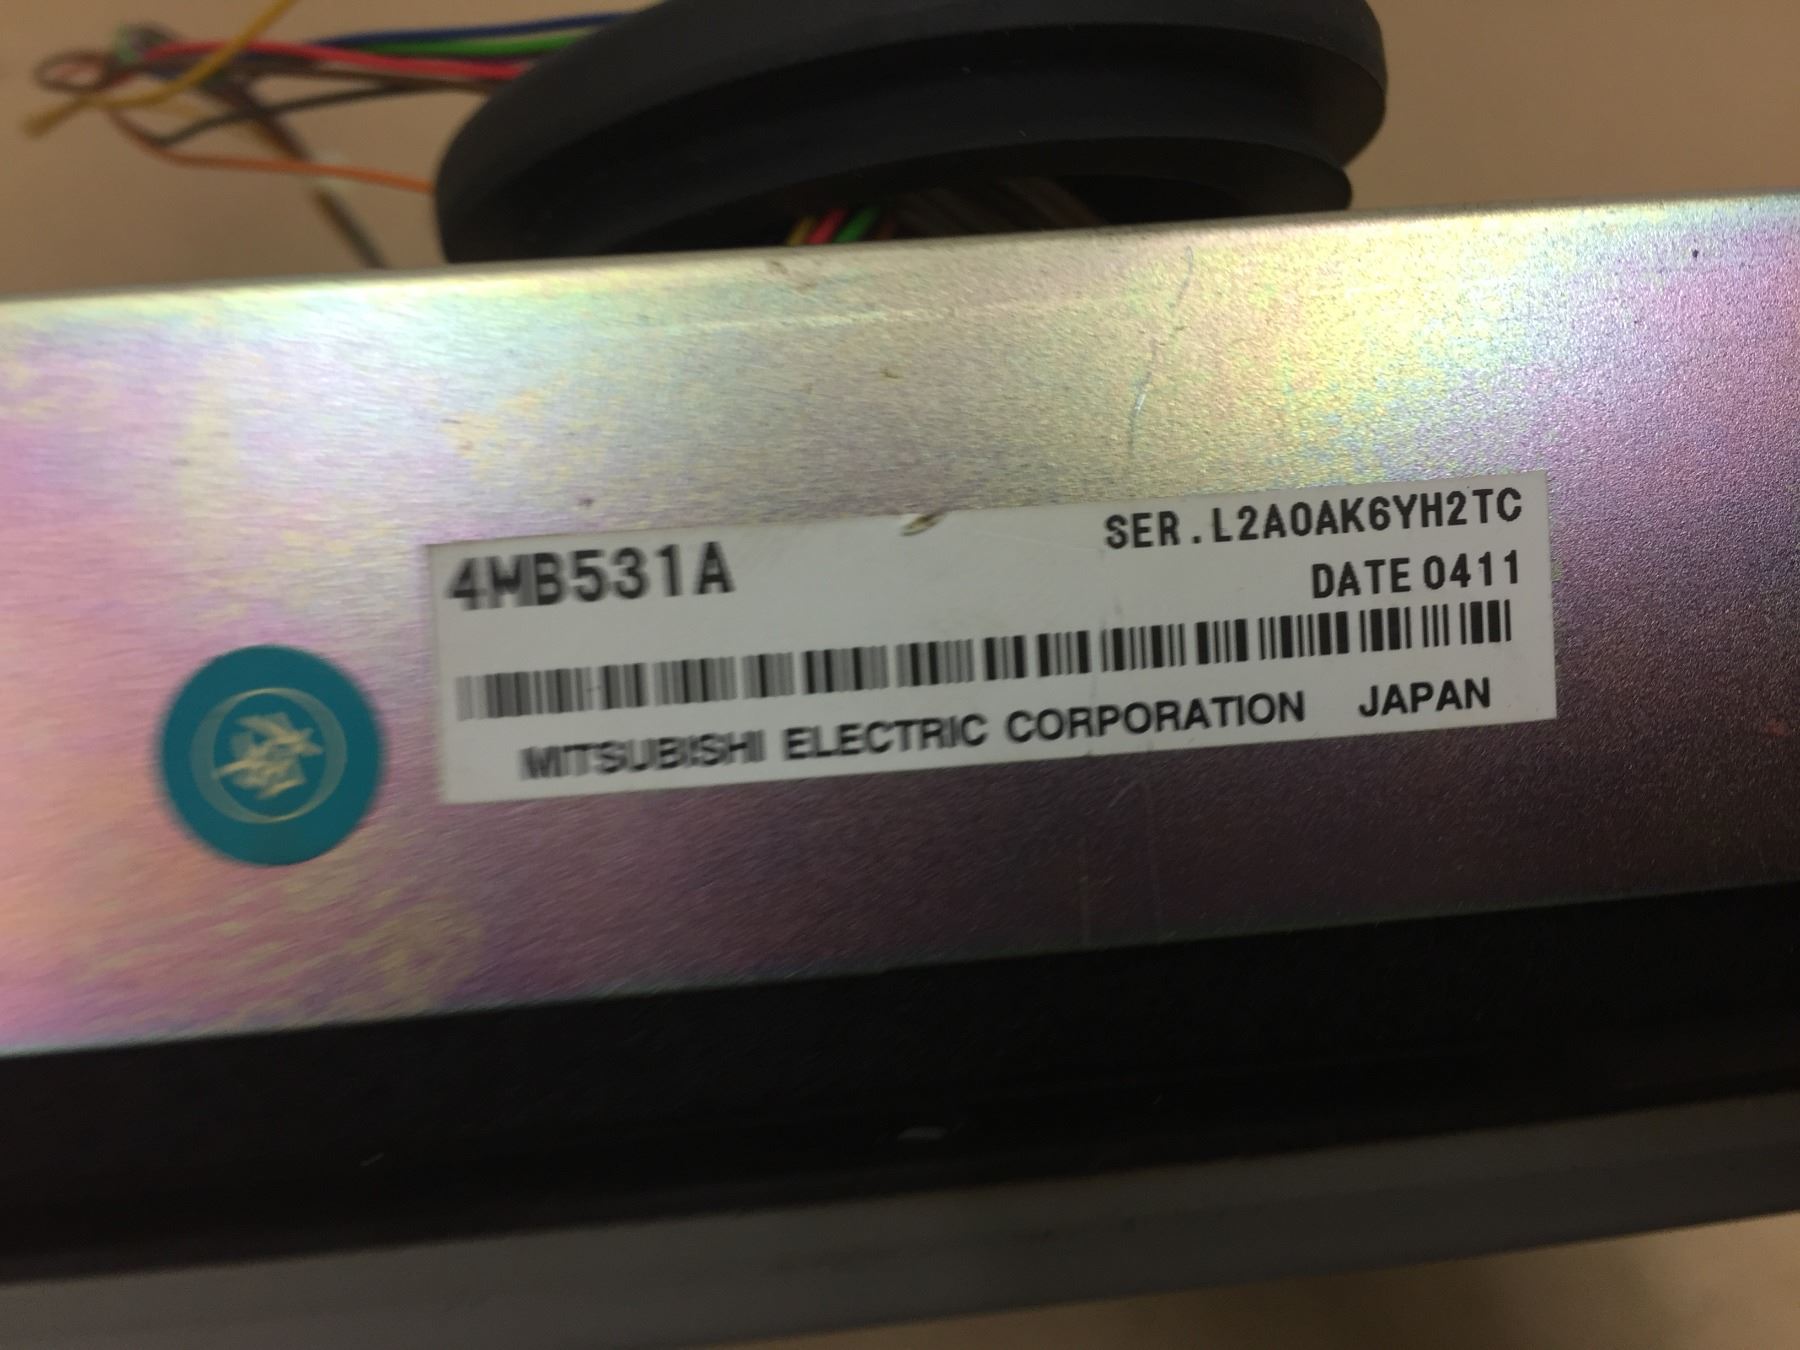 4MB531A
SER. L2A0AK6YH2TC
DATE 0411
MITSUBISHI ELECTRIC CORPORATION JAPAN